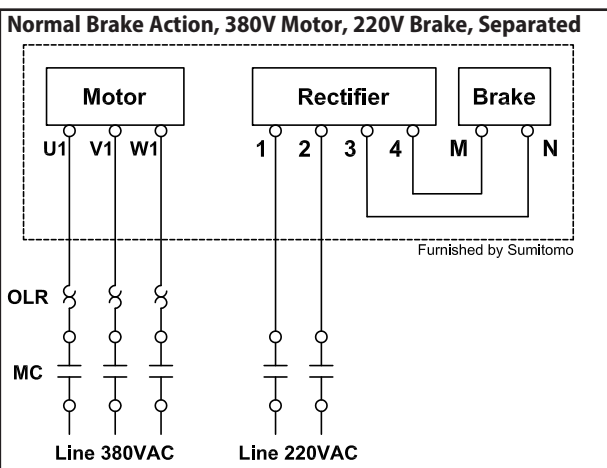 Normal Brake Action, 380V Motor, 220V Brake, Separated
Motor Rectifier Brake
U1 V1 W1 1 2 3 4 M N
Furnished by Sumitomo
OLR
MC
Line 380VAC Line 220VAC